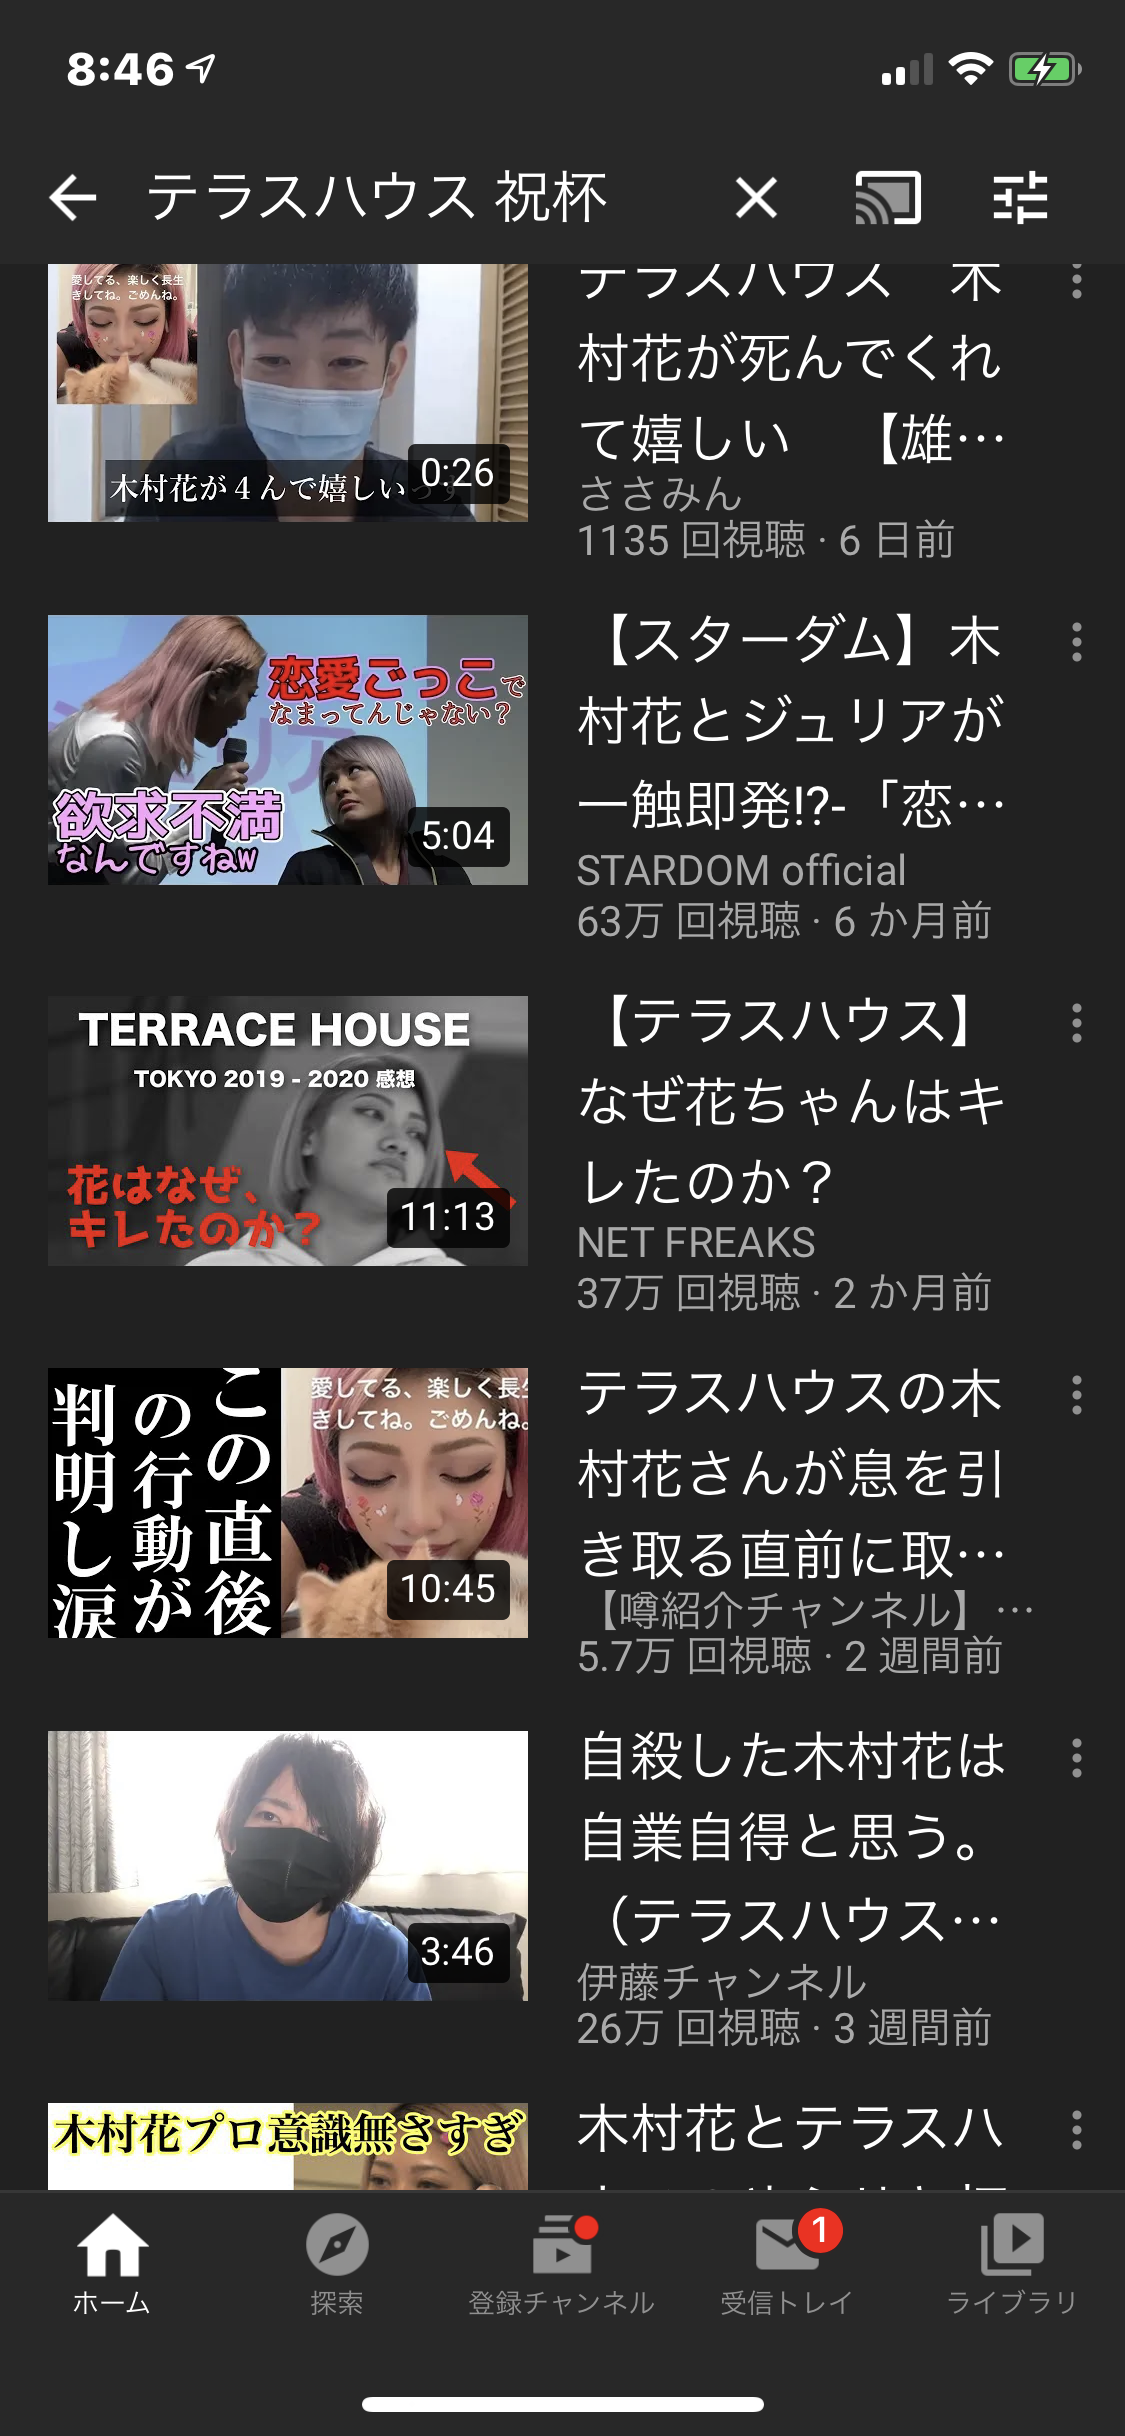 8:46
テラスハウス 祝杯
愛してる、楽しく長生
きしてね。ごめんね。
木村花が４んで嬉しいっす
0:26
テラスハウス　木
村花が死んでくれ
て嬉しい　【雄…
ささみん
1135 回視聴 · 6 日前
恋愛ごっこで
なまってんじゃない？
欲求不満
なんですねw
5:04
【スターダム】木
村花とジュリアが
一触即発!?-「恋…
STARDOM official
63万 回視聴 · 6 か月前
TERRACE HOUSE
TOKYO 2019 - 2020 感想
花はなぜ、
キレたのか？
11:13
【テラスハウス】
なぜ花ちゃんはキ
レたのか？
NET FREAKS
37万 回視聴 · 2 か月前
この直後
の行動が
判明し涙
愛してる、楽しく長生
きしてね。ごめんね。
10:45
テラスハウスの木
村花さんが息を引
き取る直前に取…
【噂紹介チャンネル】…
5.7万 回視聴 · 2 週間前
3:46
自殺した木村花は
自業自得と思う。
（テラスハウス…
伊藤チャンネル
26万 回視聴 · 3 週間前
木村花プロ意識無さすぎ
木村花とテラスハ
ホーム
探索
登録チャンネル
1
受信トレイ
ライブラリ